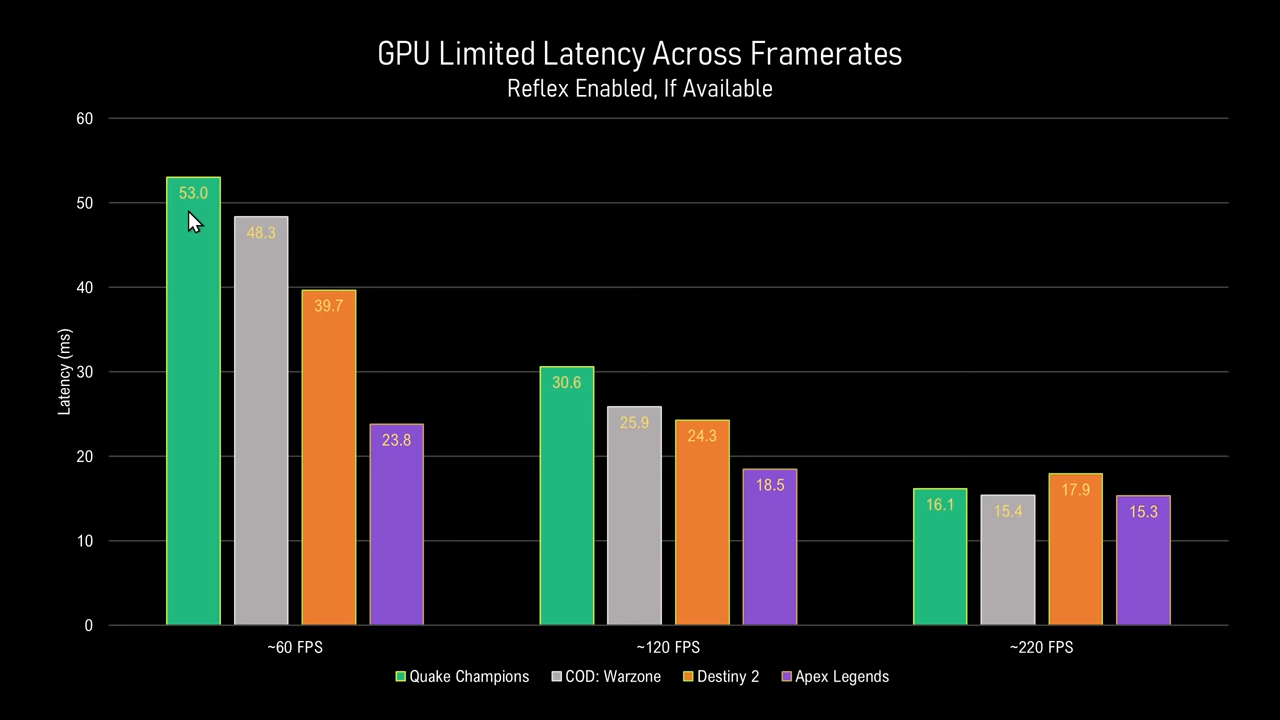 GPU Limited Latency Across Framerates
Reflex Enabled, If Available
Latency (ms)
60
50
40
30
20
10
0
53.0
48.3
39.7
23.8
30.6
25.9
24.3
18.5
16.1
15.4
17.9
15.3
~60 FPS
~120 FPS
~220 FPS
Quake Champions COD: Warzone Destiny 2 Apex Legends